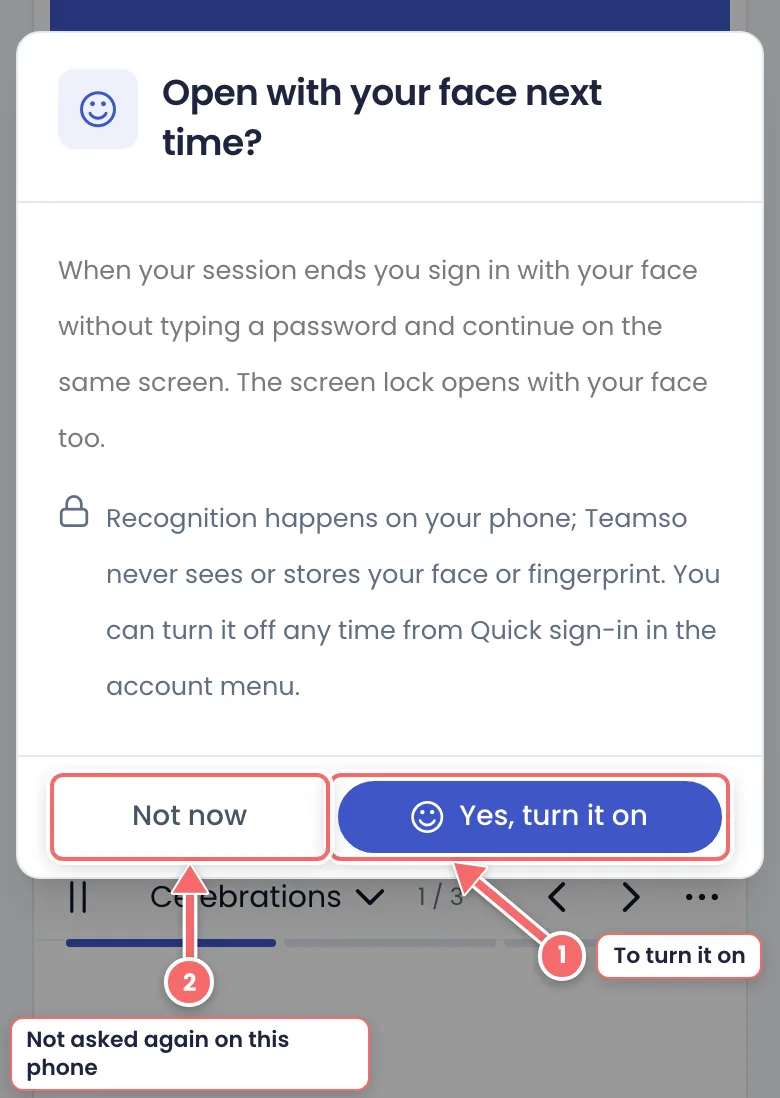 Open with your face next
time?
When your session ends you sign in with your face
without typing a password and continue on the
same screen. The screen lock opens with your face
too.
Recognition happens on your phone; Teamso
never sees or stores your face or fingerprint. You
can turn it off any time from Quick sign-in in the
account menu.
Not now
Yes, turn it on
Celebrations
1 / 3
1
To turn it on
2
Not asked again on this
phone